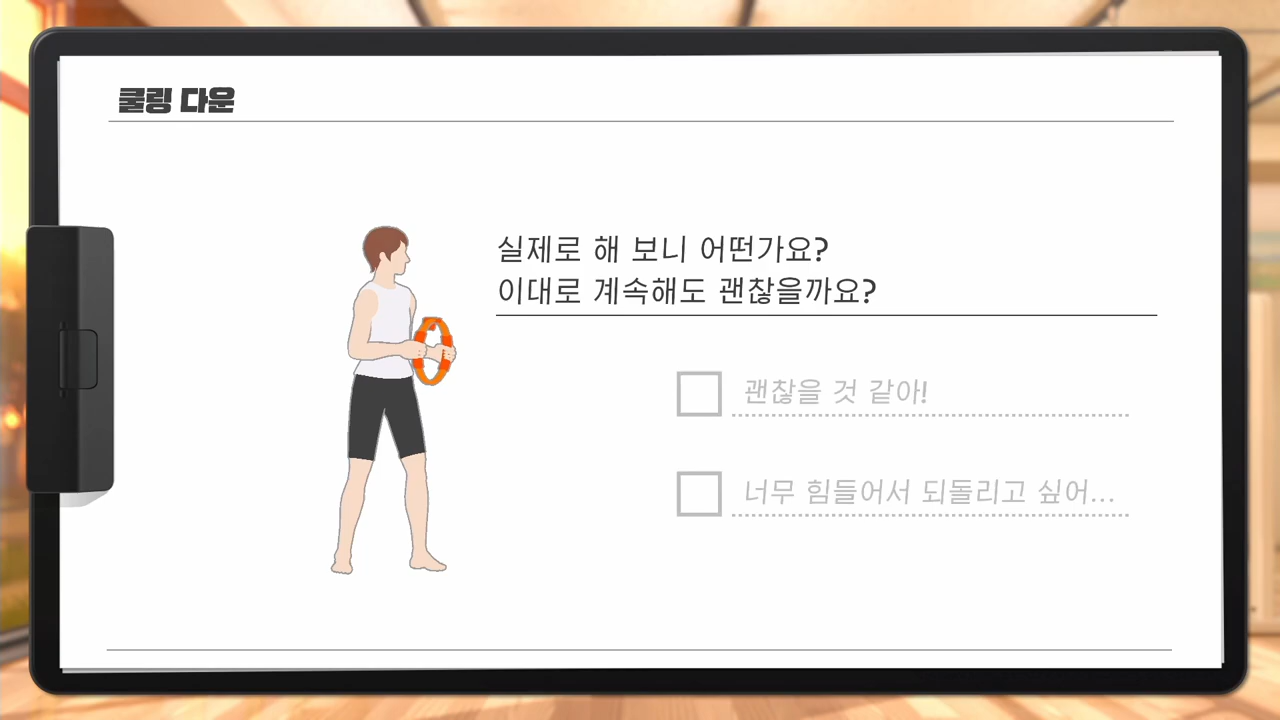 쿨링 다운
실제로 해 보니 어떤가요?
이대로 계속해도 괜찮을까요?
괜찮을 것 같아!
너무 힘들어서 되돌리고 싶어...